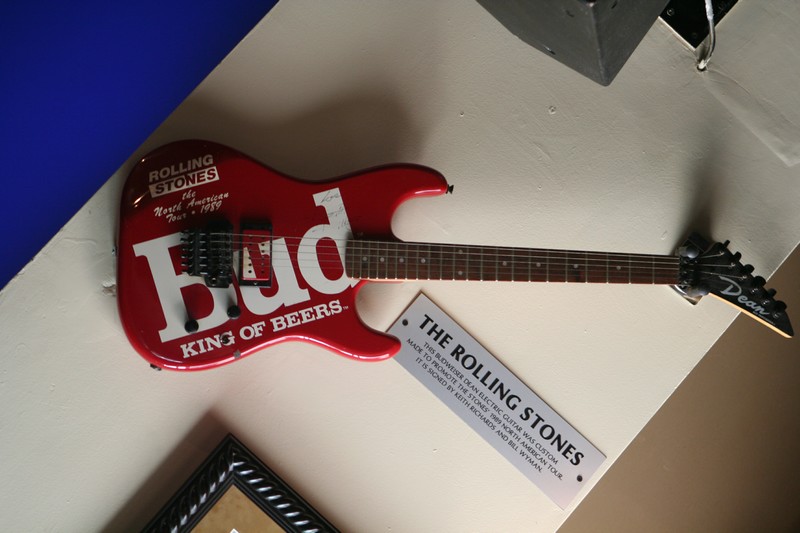 ROLLING
STONES
the
North American
Tour • 1989
Bud
KING OF BEERS™
Dean
THE ROLLING STONES
THIS BUDWEISER DEAN ELECTRIC GUITAR WAS CUSTOM
MADE TO PROMOTE THE STONES' 1989 NORTH AMERICAN TOUR.
IT IS SIGNED BY KEITH RICHARDS AND BILL WYMAN.